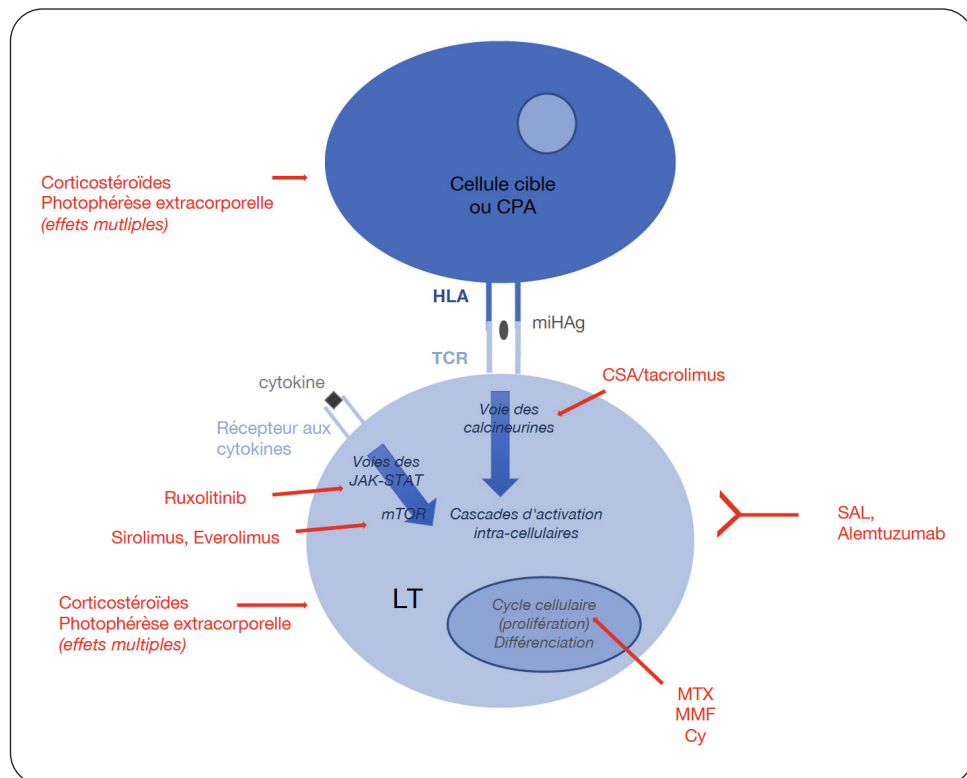 Cellule cible
ou CPA
Corticostéroïdes
Photophérèse extracorporelle
(effets mutliples)
HLA
miHAg
TCR
CSA/tacrolimus
cytokine
Récepteur aux
cytokines
Voie des
calcineurines
Voies des
JAK-STAT
Ruxolitinib
mTOR
Sirolimus, Everolimus
Cascades d'activation
intra-cellulaires
SAL,
Alemtuzumab
LT
Corticostéroïdes
Photophérèse extracorporelle
(effets multiples)
Cycle cellulaire
(prolifération)
Différenciation
MTX
MMF
Cy